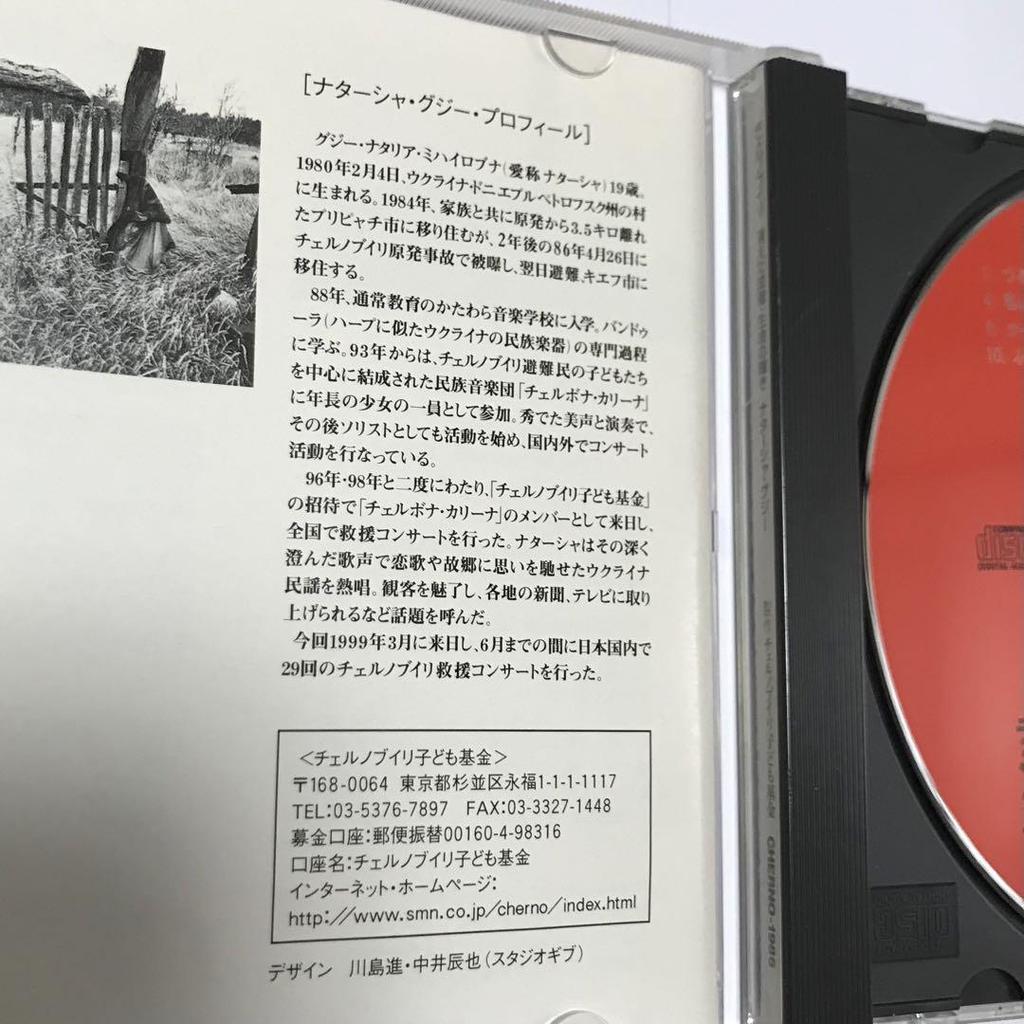 [ナターシャ・グジー・プロフィール]
グジー・ナタリア・ミハイロブナ(愛称 ナターシャ)19歳。
1980年2月4日、ウクライナ・ドニエプルペトロフスク州の村
に生まれる。1984年、家族と共に原発から3.5キロ離れ
たプリピャチ市に移り住むが、2年後の86年4月26日に
チェルノブイリ原発事故で被曝し、翌日避難、キエフ市に
移住する。
88年、通常教育のかたわら音楽学校に入学。バンドゥ
ーラ(ハープに似たウクライナの民族楽器)の専門過程
に学ぶ。93年からは、チェルノブイリ避難民の子どもたち
を中心に結成された民族音楽団「チェルボナ・カリーナ」
に年長の少女の一員として参加。秀でた美声と演奏で、
その後ソリストとしても活動を始め、国内外でコンサート
活動を行なっている。
96年・98年と二度にわたり、「チェルノブイリ子ども基金」
の招待で「チェルボナ・カリーナ」のメンバーとして来日し、
全国で救援コンサートを行った。ナターシャはその深く
澄んだ歌声で恋歌や故郷に思いを馳せたウクライナ
民謡を熱唱。観客を魅了し、各地の新聞、テレビに取り
上げられるなど話題を呼んだ。
今回1999年3月に来日し、6月までの間に日本国内で
29回のチェルノブイリ救援コンサートを行った。
<チェルノブイリ子ども基金>
〒168-0064 東京都杉並区永福1-1-1-1117
TEL:03-5376-7897 FAX:03-3327-1448
募金口座:郵便振替00160-4-98316
口座名:チェルノブイリ子ども基金
インターネット・ホームページ:
http://www.smn.co.jp/cherno/index.html
デザイン 川島進・中井辰也(スタジオギブ)
ナターシャ・グジー
CHERNO-1986
disc